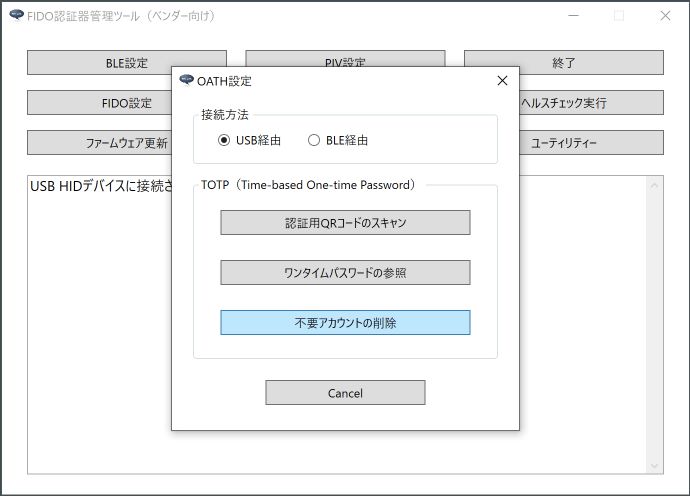 FIDO認証器管理ツール（ベンダー向け）
BLE設定
PIV設定
終了
FIDO設定
ヘルスチェック実行
ファームウェア更新
ユーティリティー
USB HIDデバイスに接続さ
OATH設定
接続方法
USB経由
BLE経由
TOTP（Time-based One-time Password）
認証用QRコードのスキャン
ワンタイムパスワードの参照
不要アカウントの削除
Cancel